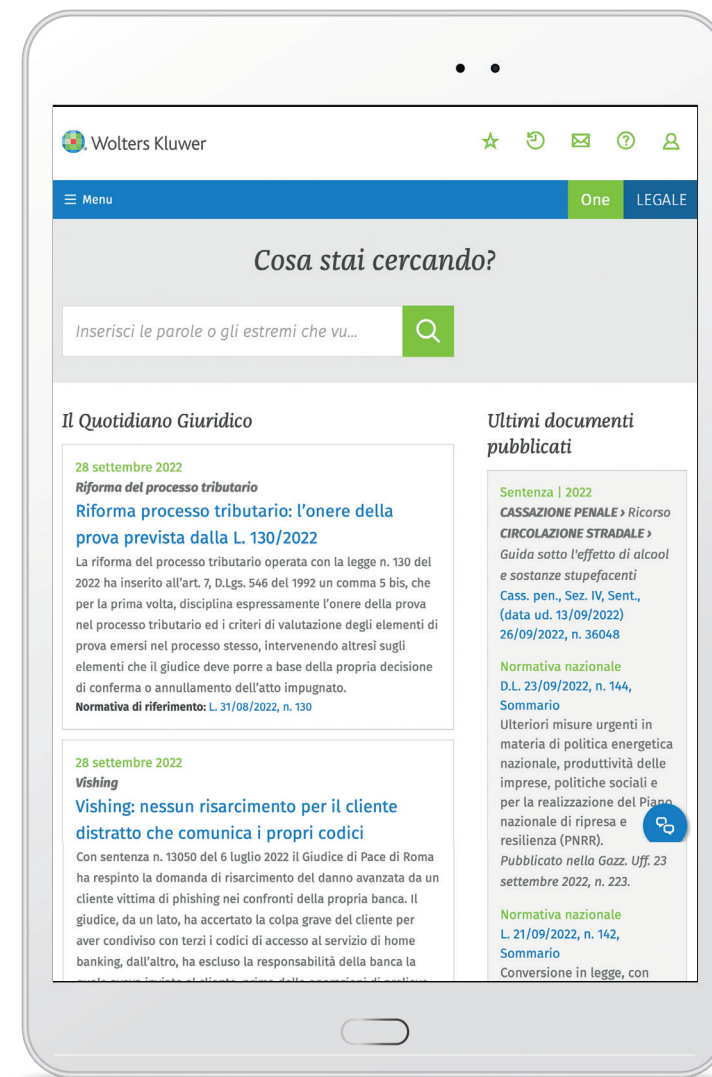 Wolters Kluwer
Menu
One
LEGALE
Cosa stai cercando?
Inserisci le parole o gli estremi che vu...
Il Quotidiano Giuridico
28 settembre 2022
Riforma del processo tributario
Riforma processo tributario: l'onere della
prova prevista dalla L. 130/2022
La riforma del processo tributario operata con la legge n. 130 del
2022 ha inserito all'art. 7, D.Lgs. 546 del 1992 un comma 5 bis, che
per la prima volta, disciplina espressamente l'onere della prova
nel processo tributario ed i criteri di valutazione degli elementi di
prova emersi nel processo stesso, intervenendo altresì sugli
elementi che il giudice deve porre a base della propria decisione
di conferma o annullamento dell'atto impugnato.
Normativa di riferimento: L. 31/08/2022, n. 130
28 settembre 2022
Vishing
Vishing: nessun risarcimento per il cliente
distratto che comunica i propri codici
Con sentenza n. 13050 del 6 luglio 2022 il Giudice di Pace di Roma
ha respinto la domanda di risarcimento del danno avanzata da un
cliente vittima di phishing nei confronti della propria banca. Il
giudice, da un lato, ha accertato la colpa grave del cliente per
aver condiviso con terzi i codici di accesso al servizio di home
banking, dall'altro, ha escluso la responsabilità della banca la
Ultimi documenti
pubblicati
Sentenza | 2022
CASSAZIONE PENALE › Ricorso
CIRCOLAZIONE STRADALE ›
Guida sotto l'effetto di alcool
e sostanze stupefacenti
Cass. pen., Sez. IV, Sent.,
(data ud. 13/09/2022)
26/09/2022, n. 36048
Normativa nazionale
D.L. 23/09/2022, n. 144,
Sommario
Ulteriori misure urgenti in
materia di politica energetica
nazionale, produttività delle
imprese, politiche sociali e
per la realizzazione del Piano
nazionale di ripresa e
resilienza (PNRR).
Pubblicato nella Gazz. Uff. 23
settembre 2022, n. 223.
Normativa nazionale
L. 21/09/2022, n. 142,
Sommario
Conversione in legge, con